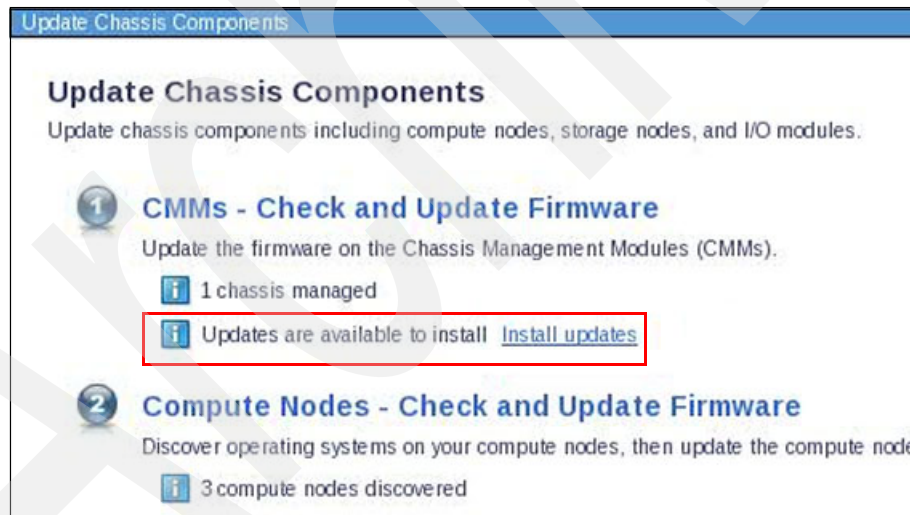 Update Chassis Components
Update Chassis Components
Update chassis components including compute nodes, storage nodes, and I/O modules.
1
CMMs - Check and Update Firmware
Update the firmware on the Chassis Management Modules (CMMs).
1 chassis managed
Updates are available to install Install updates
2
Compute Nodes - Check and Update Firmware
Discover operating systems on your compute nodes, then update the compute node
3 compute nodes discovered